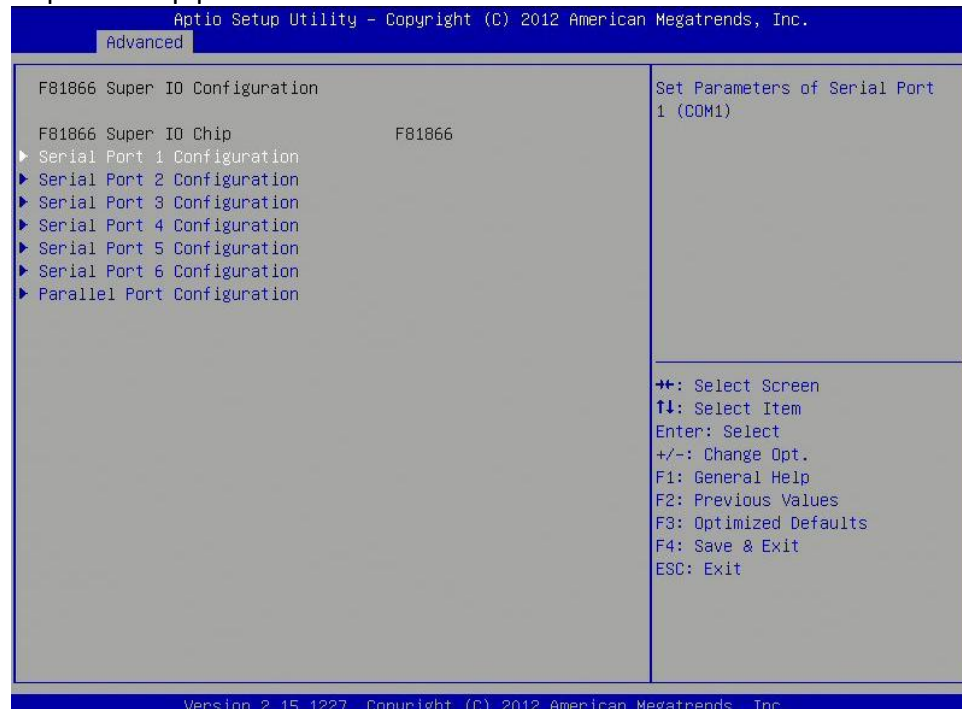 Aptio Setup Utility – Copyright (C) 2012 American Megatrends, Inc.
Advanced
F81866 Super IO Configuration
F81866 Super IO Chip F81866
Serial Port 1 Configuration
Serial Port 2 Configuration
Serial Port 3 Configuration
Serial Port 4 Configuration
Serial Port 5 Configuration
Serial Port 6 Configuration
Parallel Port Configuration
Set Parameters of Serial Port
1 (COM1)
→←: Select Screen
↑↓: Select Item
Enter: Select
+/-: Change Opt.
F1: General Help
F2: Previous Values
F3: Optimized Defaults
F4: Save & Exit
ESC: Exit
Version 2.15.1227. Copyright (C) 2012 American Megatrends, Inc.